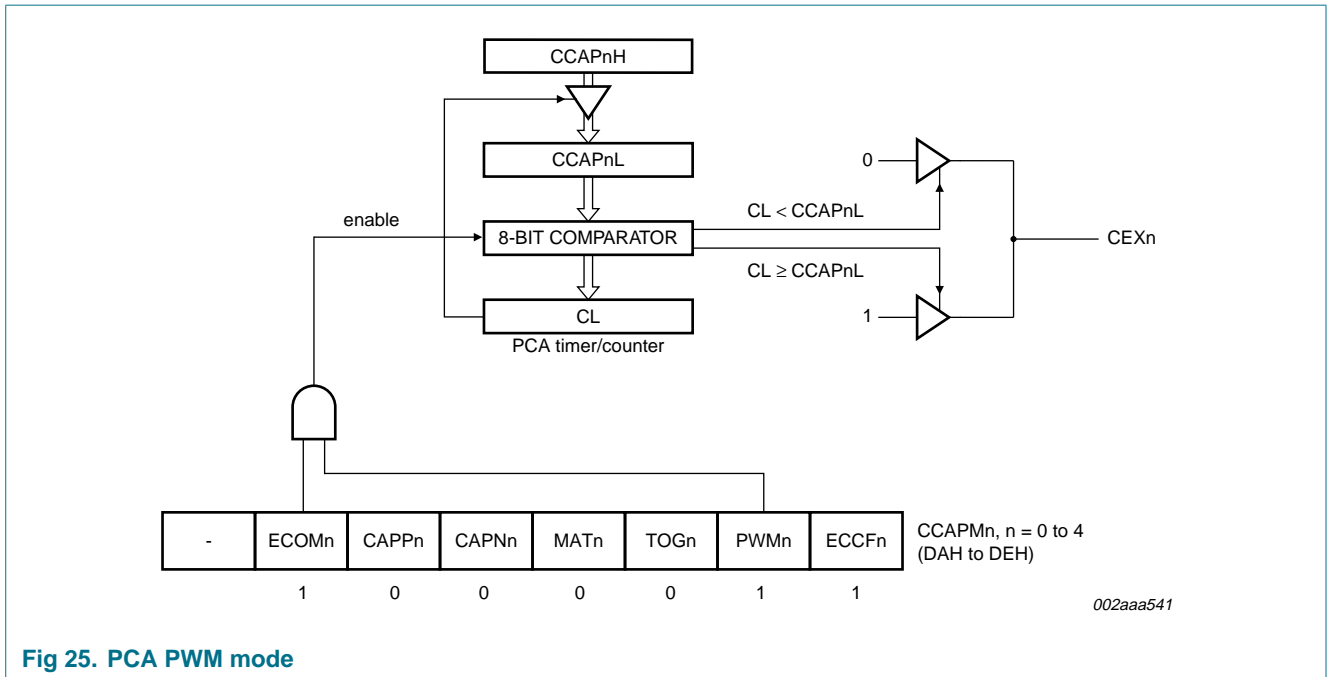 CCAPnH
CCAPnL
0
CL < CCAPnL
enable
8-BIT COMPARATOR
CEXn
CL ≥ CCAPnL
CL
1
PCA timer/counter
- ECOMn CAPPn CAPNn MATn TOGn PWMn ECCFn
CCAPMn, n = 0 to 4
(DAH to DEH)
1 0 0 0 0 1 1
002aaa541
Fig 25. PCA PWM mode